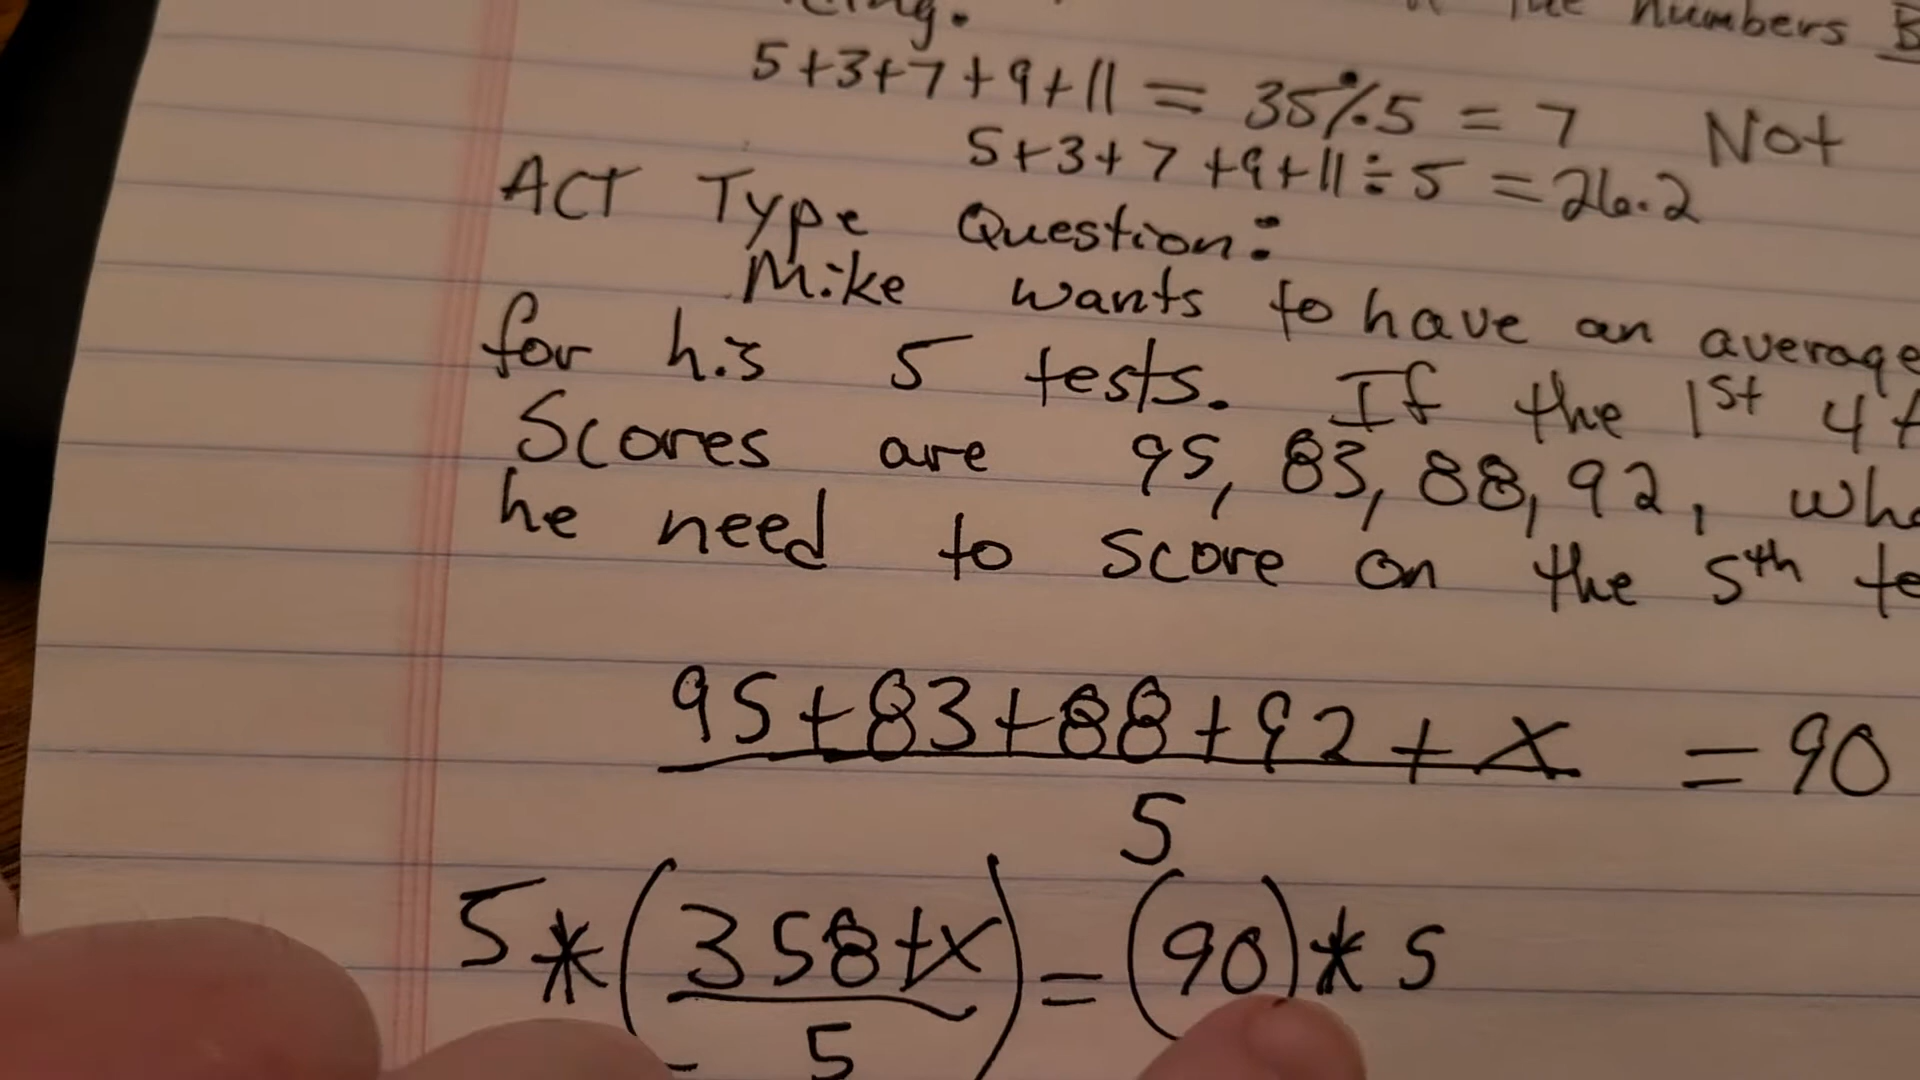 the numbers
5+3+7+9+11 = 35÷5 = 7 Not
5+3+7+9+11÷5 = 26.2
ACT Type Question:
Mike wants to have an average
for his 5 tests. If the 1st 4
Scores are 95, 83, 88, 92,
he need to score on the 5th
95+83+88+92+x = 90
5
5*(358+x) = (90)*5
5